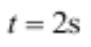 t = 2s